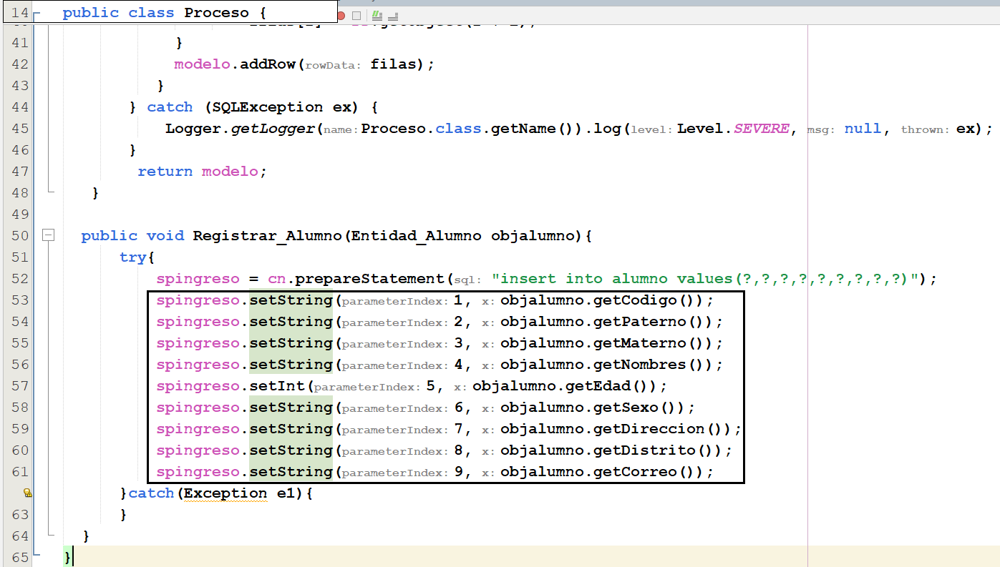 14 public class Proceso {
41 }
42 modelo.addRow(rowData: filas);
43 }
44 } catch (SQLException ex) {
45 Logger.getLogger(name: Proceso.class.getName()).log(level: Level.SEVERE, msg: null, thrown: ex);
46 }
47 return modelo;
48 }
49
50 public void Registrar_Alumno(Entidad_Alumno objalumno){
51 try{
52 spingreso = cn.prepareStatement(sql: "insert into alumno values(?,?,?,?,?,?,?,?,?)");
53 spingreso.setString(parameterIndex: 1, x: objalumno.getCodigo());
54 spingreso.setString(parameterIndex: 2, x: objalumno.getPaterno());
55 spingreso.setString(parameterIndex: 3, x: objalumno.getMaterno());
56 spingreso.setString(parameterIndex: 4, x: objalumno.getNombres());
57 spingreso.setInt(parameterIndex: 5, x: objalumno.getEdad());
58 spingreso.setString(parameterIndex: 6, x: objalumno.getSexo());
59 spingreso.setString(parameterIndex: 7, x: objalumno.getDireccion());
60 spingreso.setString(parameterIndex: 8, x: objalumno.getDistrito());
61 spingreso.setString(parameterIndex: 9, x: objalumno.getCorreo());
}catch(Exception e1){
63 }
64 }
65 }